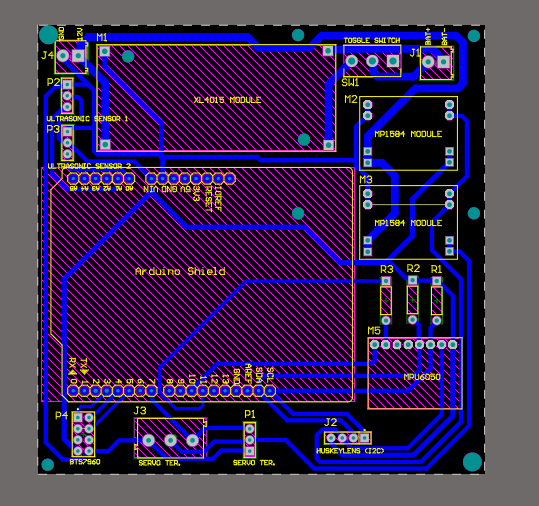 GND
12V
M1
TOGGLE SWITCH
BAT+
BAT-
J4
J1
SW1
P2
XL4015 MODULE
M2
ULTRASONIC SENSOR 1
P3
MP1584 MODULE
ULTRASONIC SENSOR 2
M3
A5 A4 A3 A2 A1 A0
VIN GND GND 5V 3V3 RESET IOREF
MP1584 MODULE
Arduino Shield
R3 R2 R1
M5
MPU6050
RX TX
0 1 2 3 4 5 6 7 8 9 10 11 12 13 GND AREF SDA SCL
P4
J3
P1
J2
BTS7960
SERVO TER.
SERVO TER.
HUSKEYLENS (I2C)